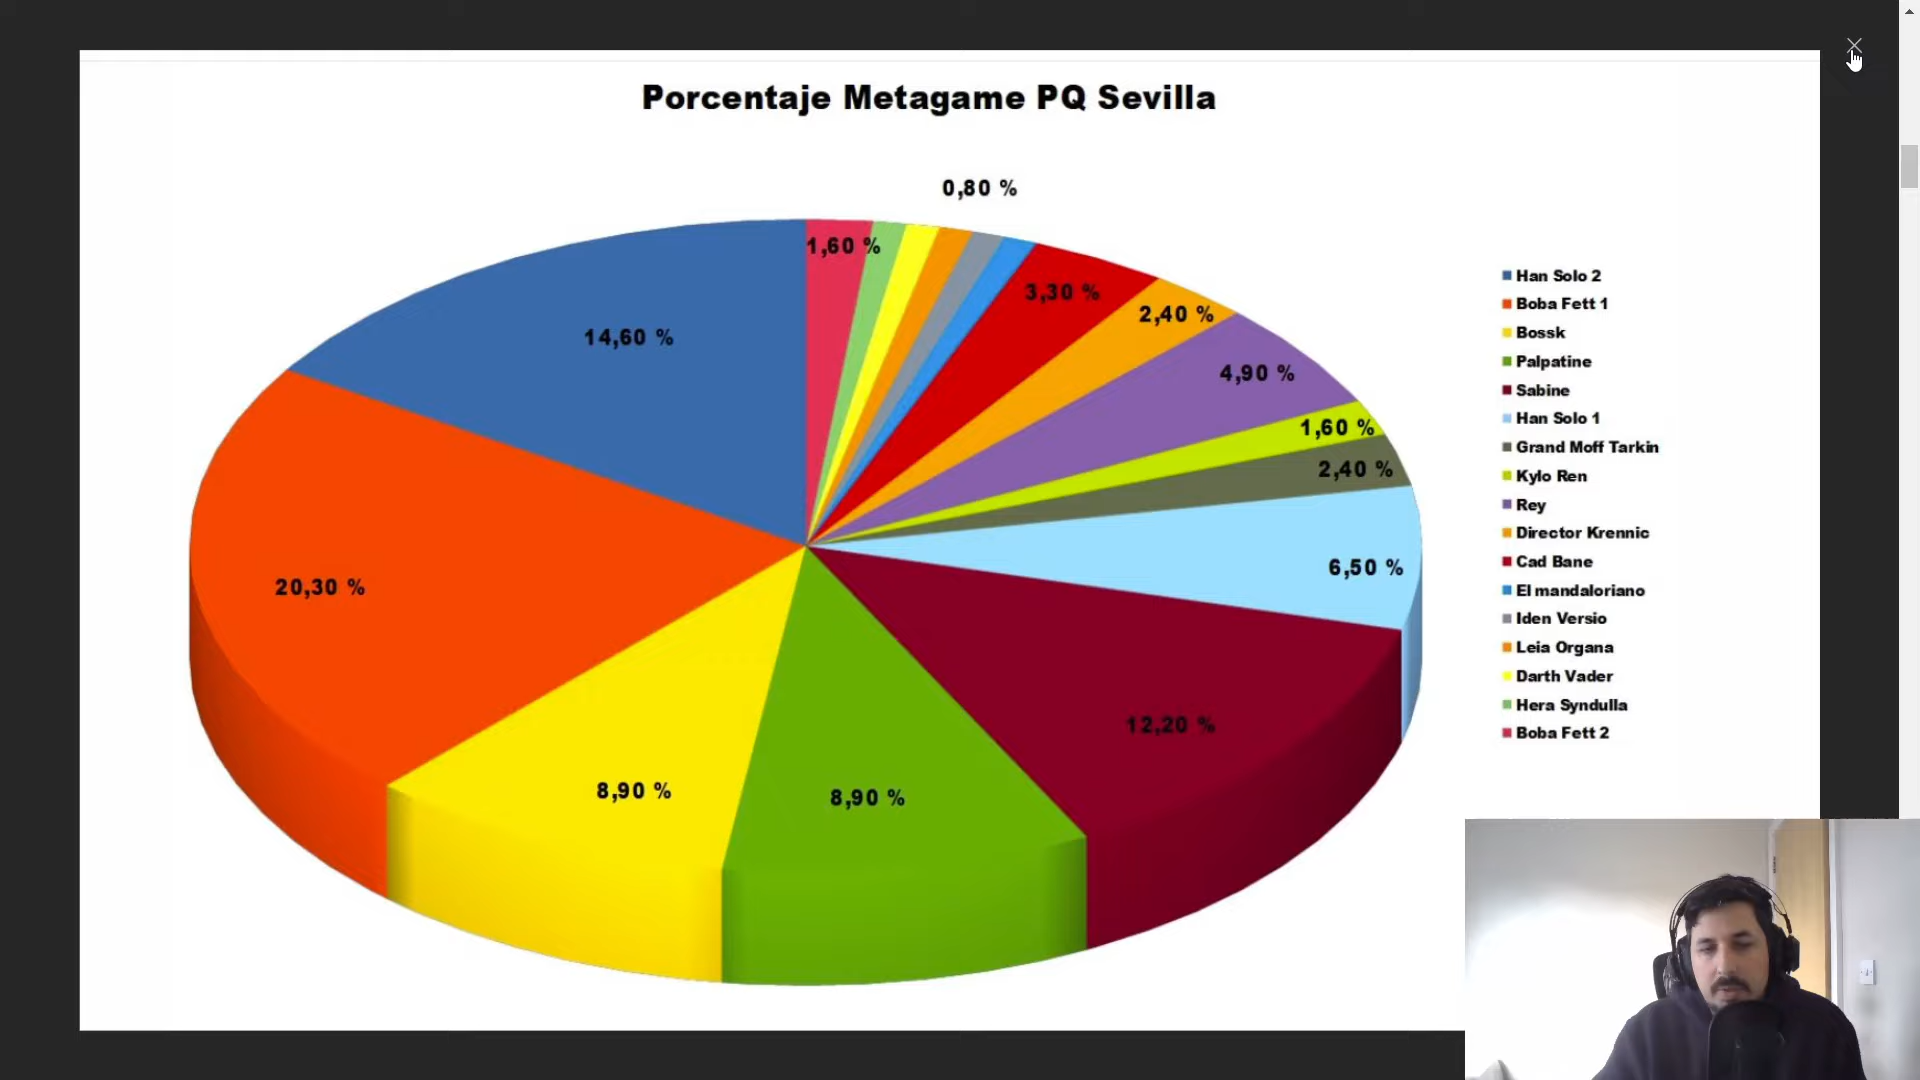 Porcentaje Metagame PQ Sevilla
0,80 %
1,60 %
3,30 %
2,40 %
14,60 %
4,90 %
1,60 %
2,40 %
6,50 %
20,30 %
12,20 %
8,90 %
8,90 %
Han Solo 2
Boba Fett 1
Bossk
Palpatine
Sabine
Han Solo 1
Grand Moff Tarkin
Kylo Ren
Rey
Director Krennic
Cad Bane
El mandaloriano
Iden Versio
Leia Organa
Darth Vader
Hera Syndulla
Boba Fett 2